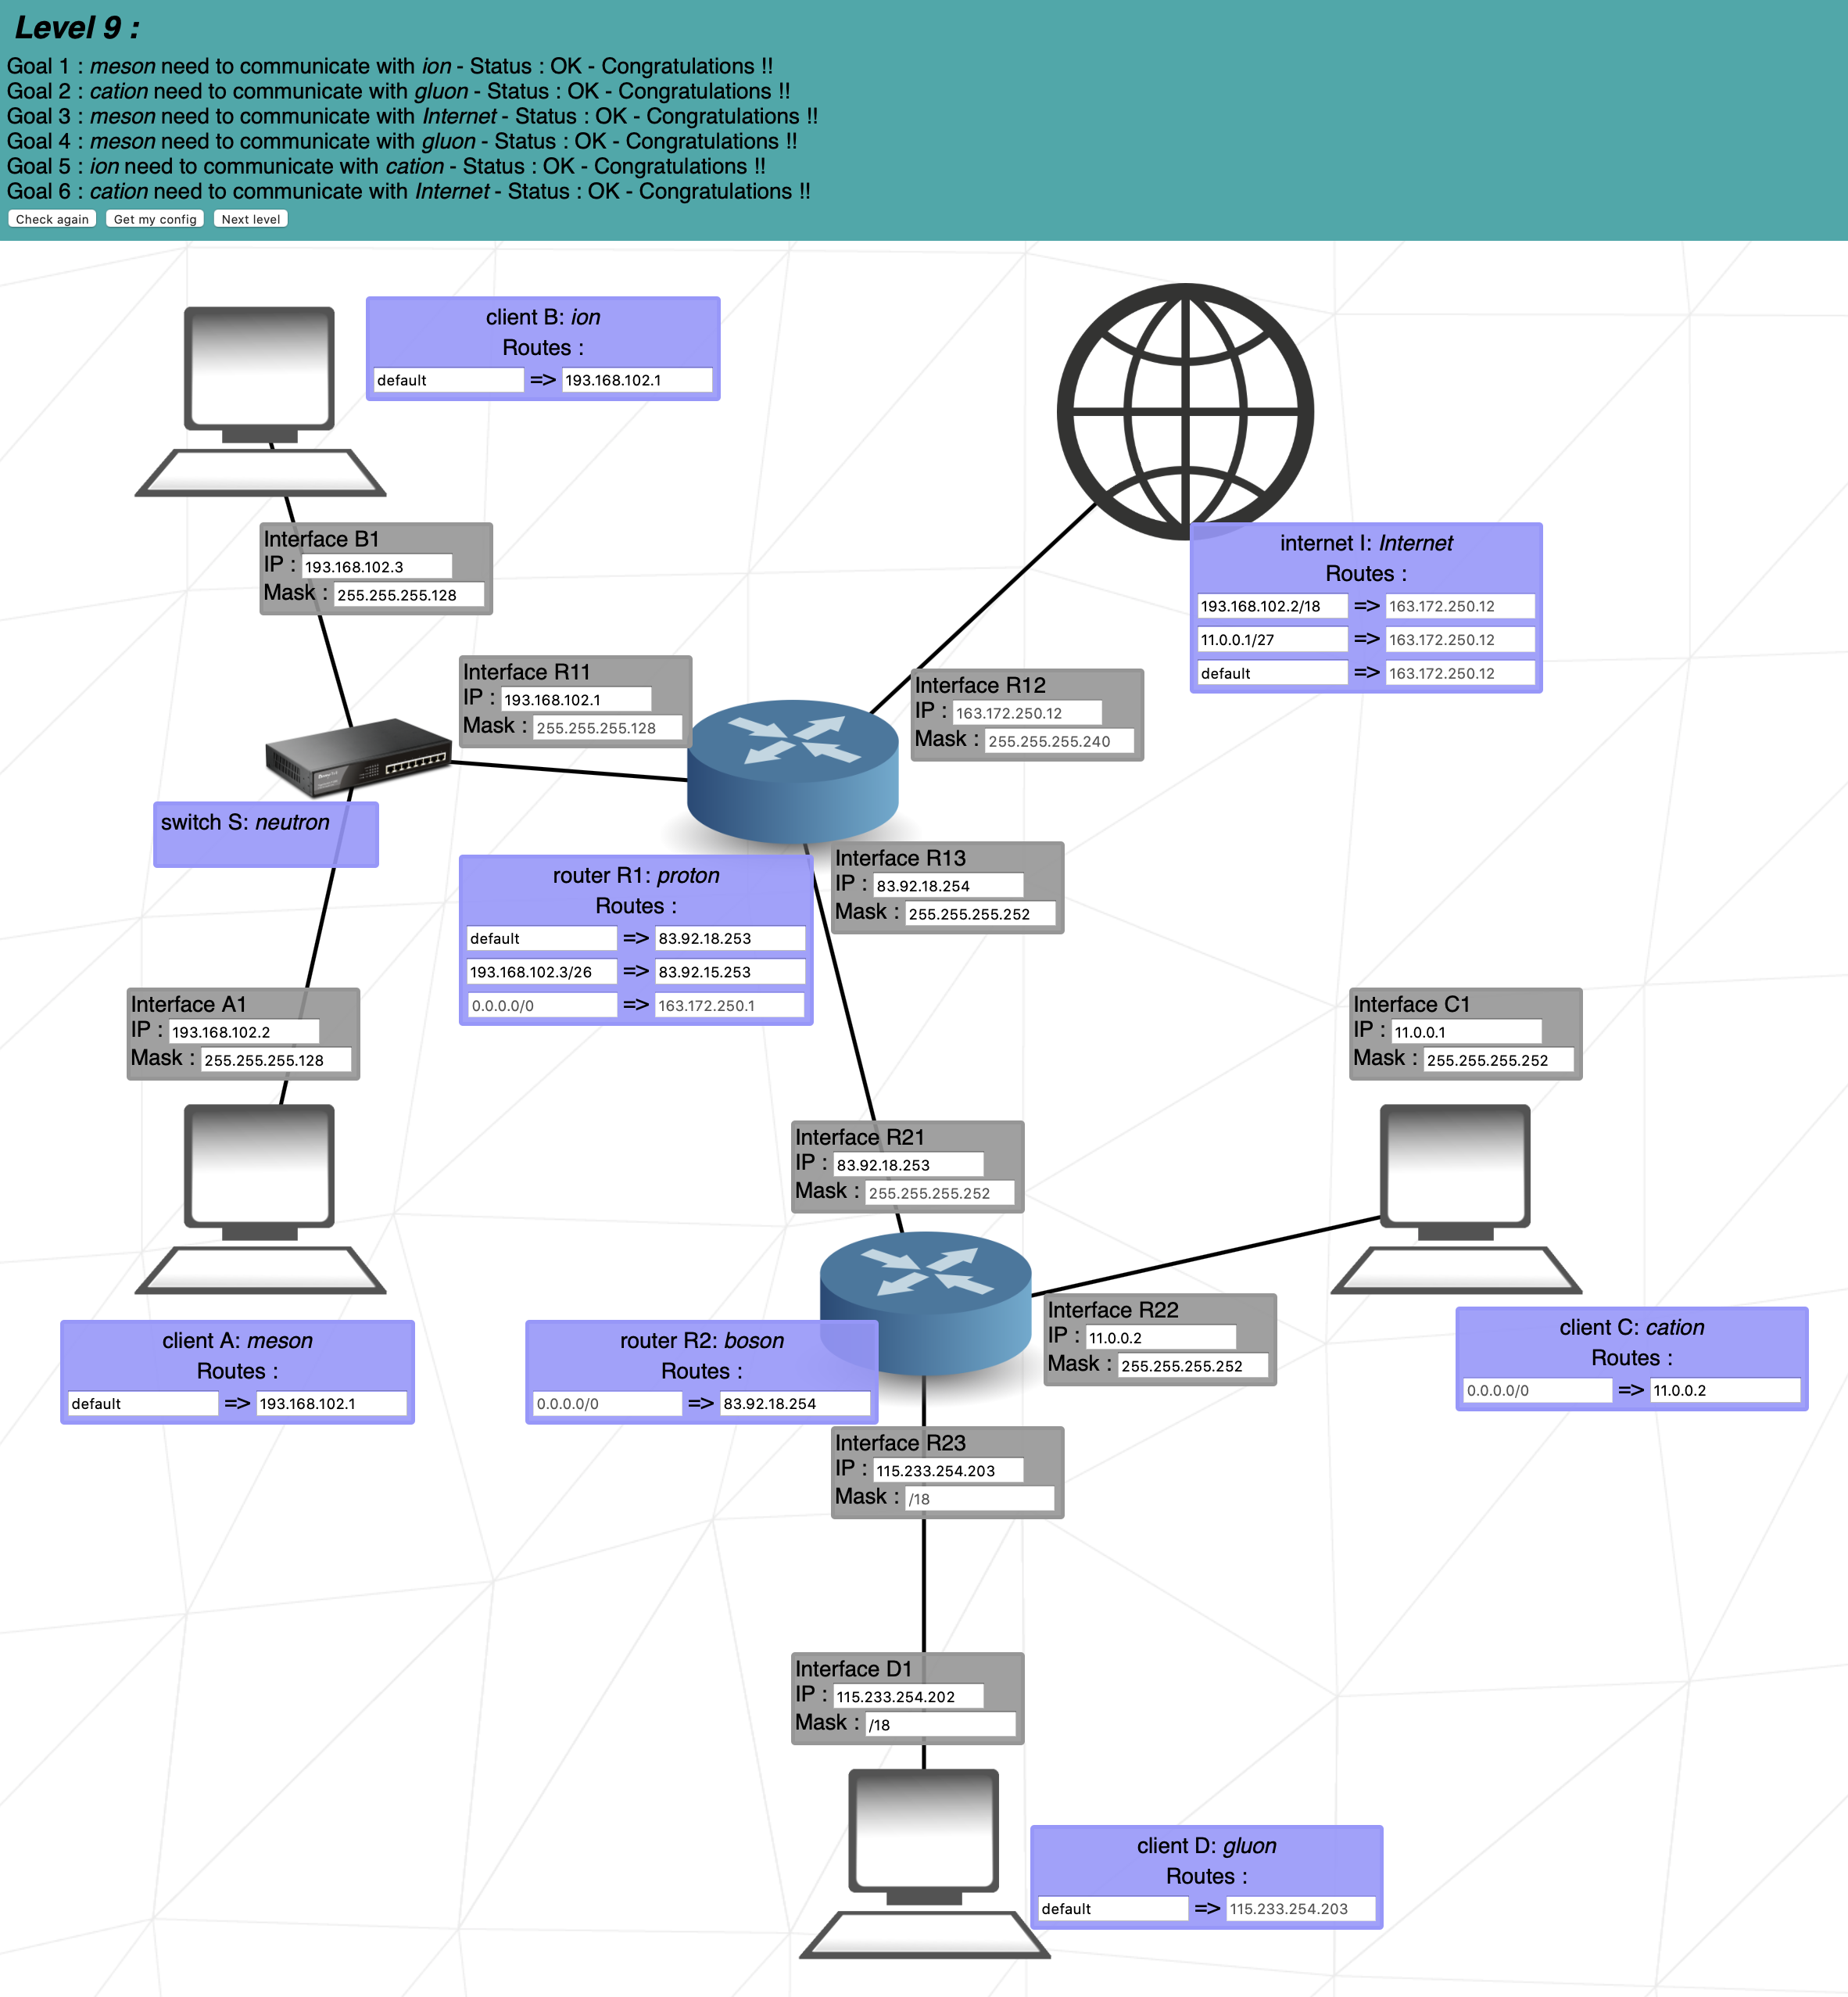 Level 9 :
Goal 1 : meson need to communicate with ion - Status : OK - Congratulations !!
Goal 2 : cation need to communicate with gluon - Status : OK - Congratulations !!
Goal 3 : meson need to communicate with Internet - Status : OK - Congratulations !!
Goal 4 : meson need to communicate with gluon - Status : OK - Congratulations !!
Goal 5 : ion need to communicate with cation - Status : OK - Congratulations !!
Goal 6 : cation need to communicate with Internet - Status : OK - Congratulations !!
Check again Get my config Next level
client B: ion
Routes :
default => 193.168.102.1
Interface B1
IP : 193.168.102.3
Mask : 255.255.255.128
internet I: Internet
Routes :
193.168.102.2/18 => 163.172.250.12
11.0.0.1/27 => 163.172.250.12
default => 163.172.250.12
Interface R11
IP : 193.168.102.1
Mask : 255.255.255.128
Interface R12
IP : 163.172.250.12
Mask : 255.255.255.240
switch S: neutron
Interface R13
IP : 83.92.18.254
Mask : 255.255.255.252
router R1: proton
Routes :
default => 83.92.18.253
193.168.102.3/26 => 83.92.15.253
0.0.0.0/0 => 163.172.250.1
Interface A1
IP : 193.168.102.2
Mask : 255.255.255.128
Interface C1
IP : 11.0.0.1
Mask : 255.255.255.252
Interface R21
IP : 83.92.18.253
Mask : 255.255.255.252
client A: meson
Routes :
default => 193.168.102.1
router R2: boson
Routes :
0.0.0.0/0 => 83.92.18.254
Interface R22
IP : 11.0.0.2
Mask : 255.255.255.252
client C: cation
Routes :
0.0.0.0/0 => 11.0.0.2
Interface R23
IP : 115.233.254.203
Mask : /18
Interface D1
IP : 115.233.254.202
Mask : /18
client D: gluon
Routes :
default => 115.233.254.203